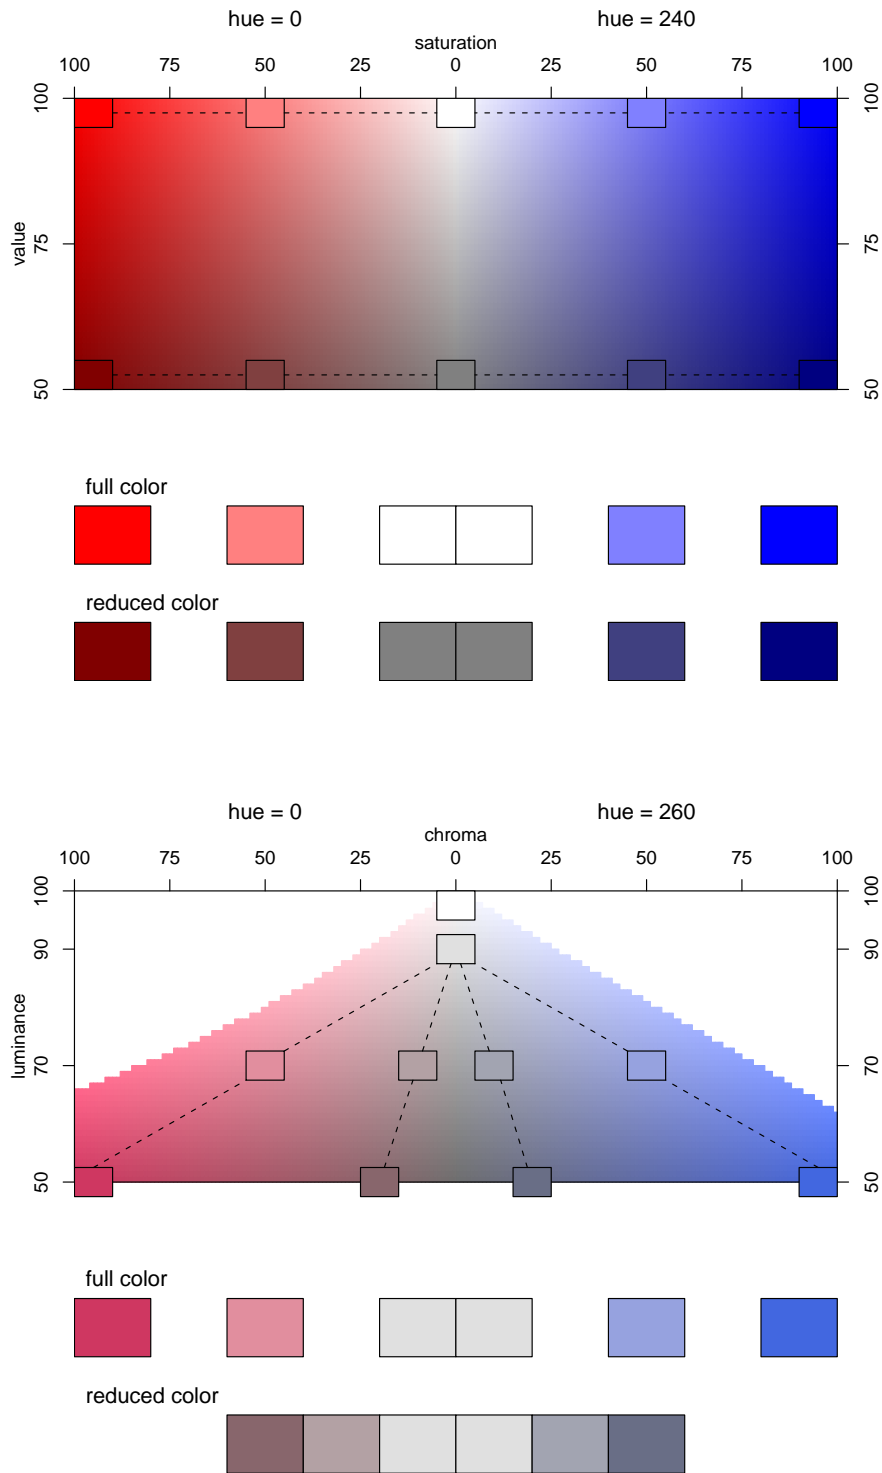 hue = 0 hue = 240
saturation
100 75 50 25 0 25 50 75 100
100 100
75 75
value
50 50
full color
reduced color
hue = 0 hue = 260
chroma
100 75 50 25 0 25 50 75 100
100 100
90 90
luminance
70 70
50 50
full color
reduced color